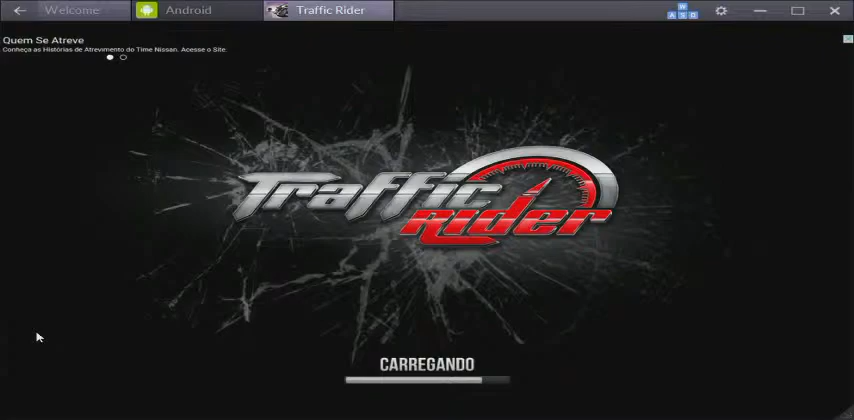 Welcome
Android
Traffic Rider
W
A S D
Quem Se Atreve
Conheça as Histórias de Atrevimento do Time Nissan. Acesse o Site.
Traffic
Rider
CARREGANDO